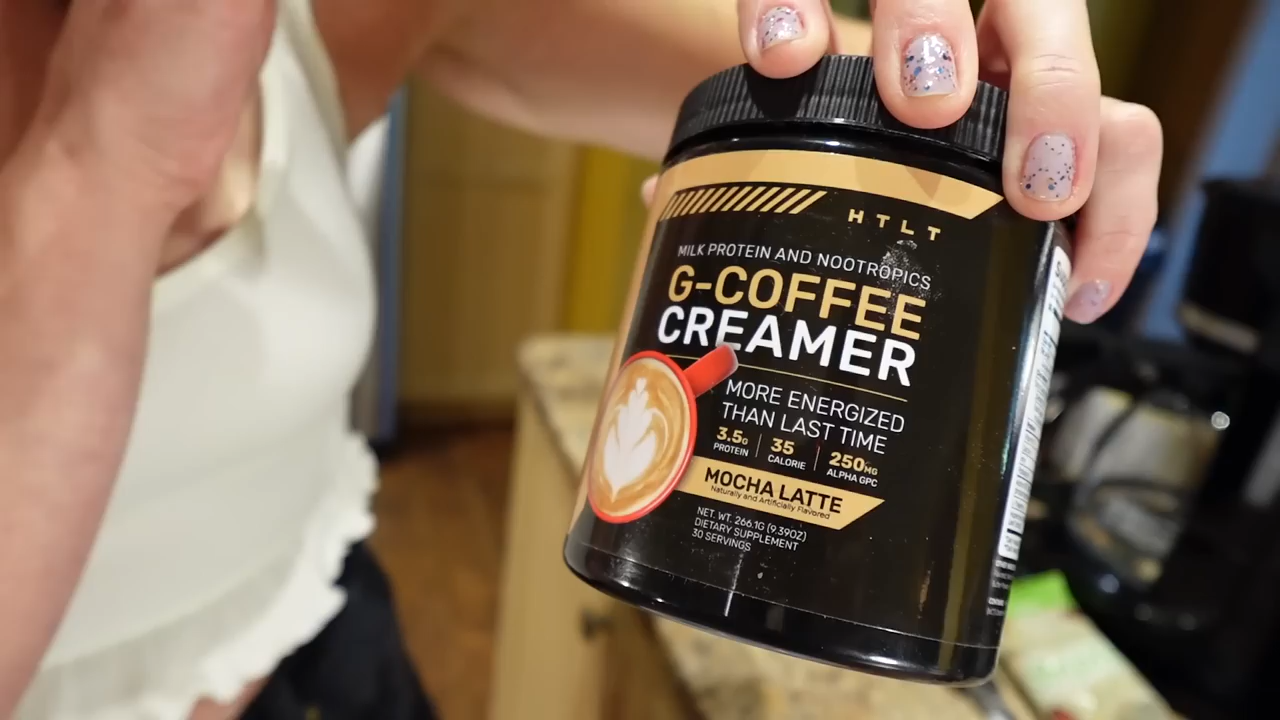 HTLT
MILK PROTEIN AND NOOTROPICS
G-COFFEE
CREAMER
MORE ENERGIZED
THAN LAST TIME
3.5G PROTEIN
35 CALORIE
250MG ALPHA GPC
MOCHA LATTE
Naturally and Artificially Flavored
NET. WT. 266.1G (9.39OZ)
DIETARY SUPPLEMENT
30 SERVINGS